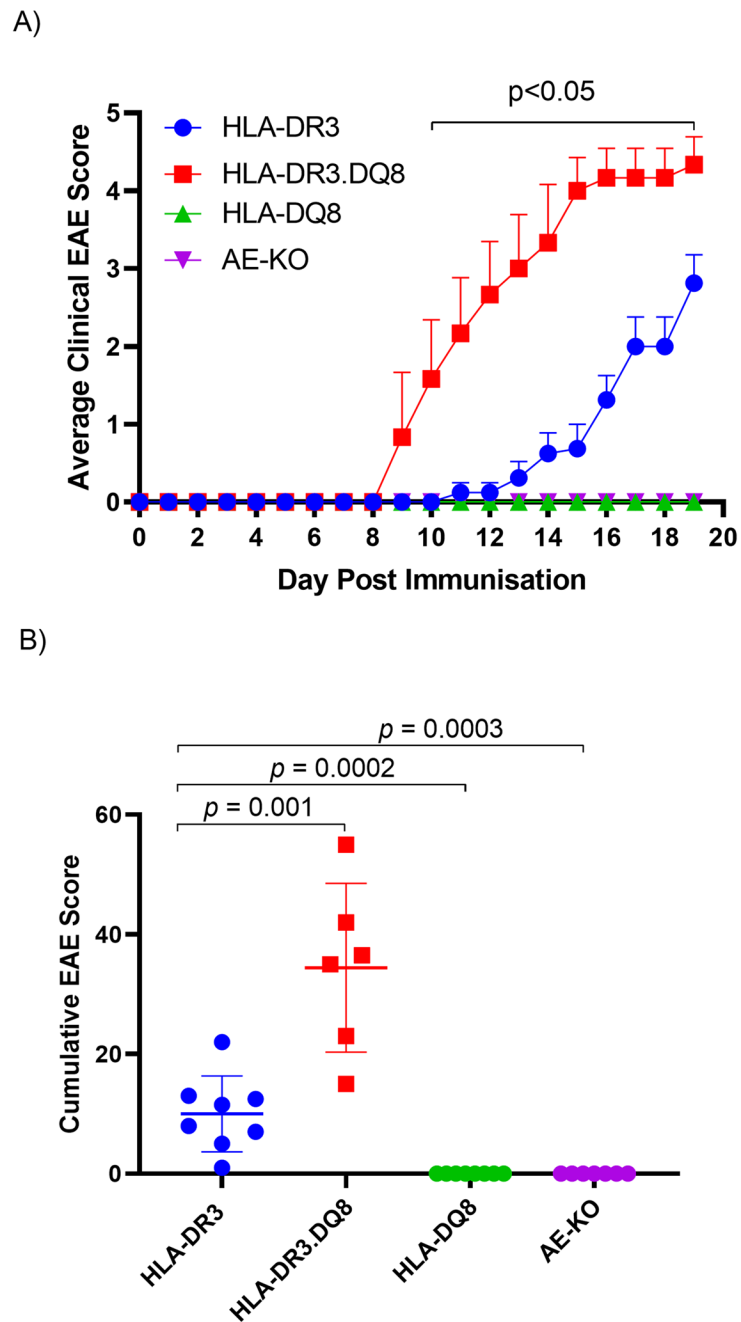 A)
p<0.05
HLA-DR3
HLA-DR3.DQ8
HLA-DQ8
AE-KO
Average Clinical EAE Score
5
4
3
2
1
0
0 2 4 6 8 10 12 14 16 18 20
Day Post Immunisation
B)
p = 0.0003
p = 0.0002
p = 0.001
Cumulative EAE Score
60
40
20
0
HLA-DR3
HLA-DR3.DQ8
HLA-DQ8
AE-KO